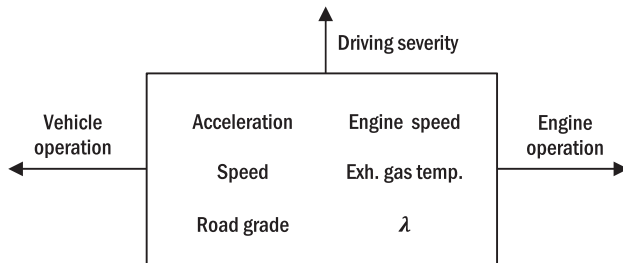 Driving severity
Vehicle
operation
Acceleration
Engine speed
Engine
operation
Speed
Exh. gas temp.
Road grade
λ